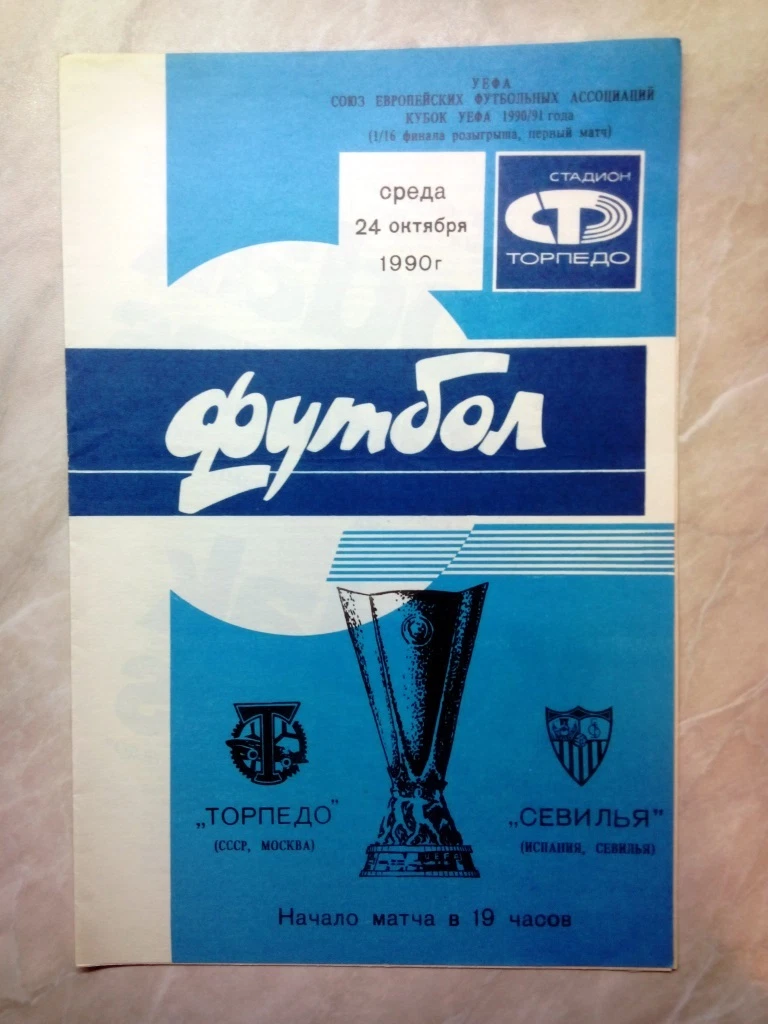 УЕФА
СОЮЗ ЕВРОПЕЙСКИХ ФУТБОЛЬНЫХ АССОЦИАЦИЙ
КУБОК УЕФА 1990/91 года
(1/16 финала розыгрыша, первый матч)
среда
24 октября
1990г
СТАДИОН
ТОРПЕДО
футбол
UEFA
„ТОРПЕДО”
(СССР, МОСКВА)
„СЕВИЛЬЯ”
(ИСПАНИЯ, СЕВИЛЬЯ)
Начало матча в 19 часов